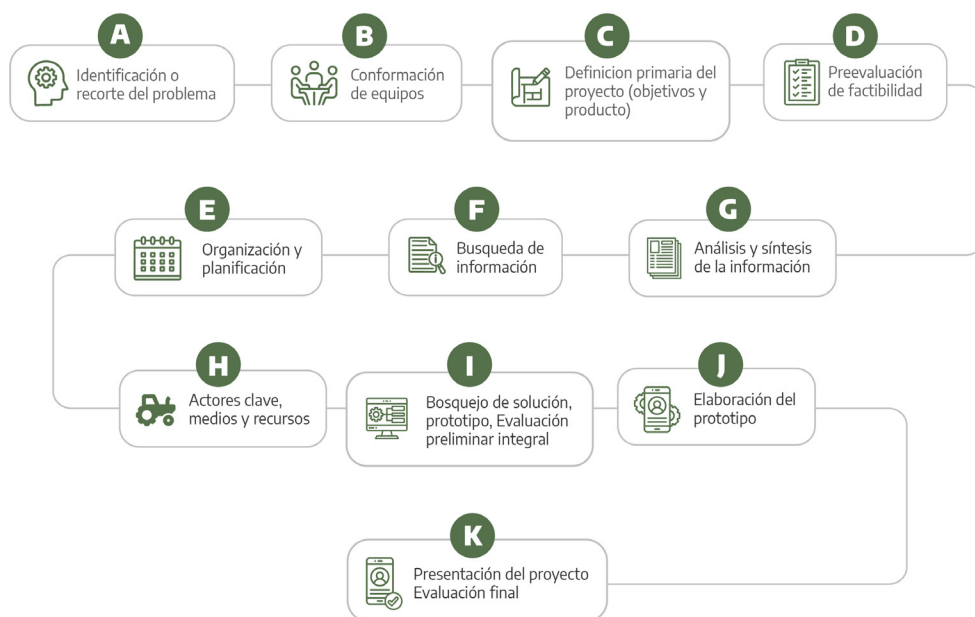 A
Identificación o
recorte del problema
B
Conformación
de equipos
C
Definicion primaria del
proyecto (objetivos y
producto)
D
Preevaluación
de factibilidad
E
Organización y
planificación
F
Busqueda de
información
G
Análisis y síntesis
de la información
H
Actores clave,
medios y recursos
I
Bosquejo de solución,
prototipo, Evaluación
preliminar integral
J
Elaboración del
prototipo
K
Presentación del proyecto
Evaluación final